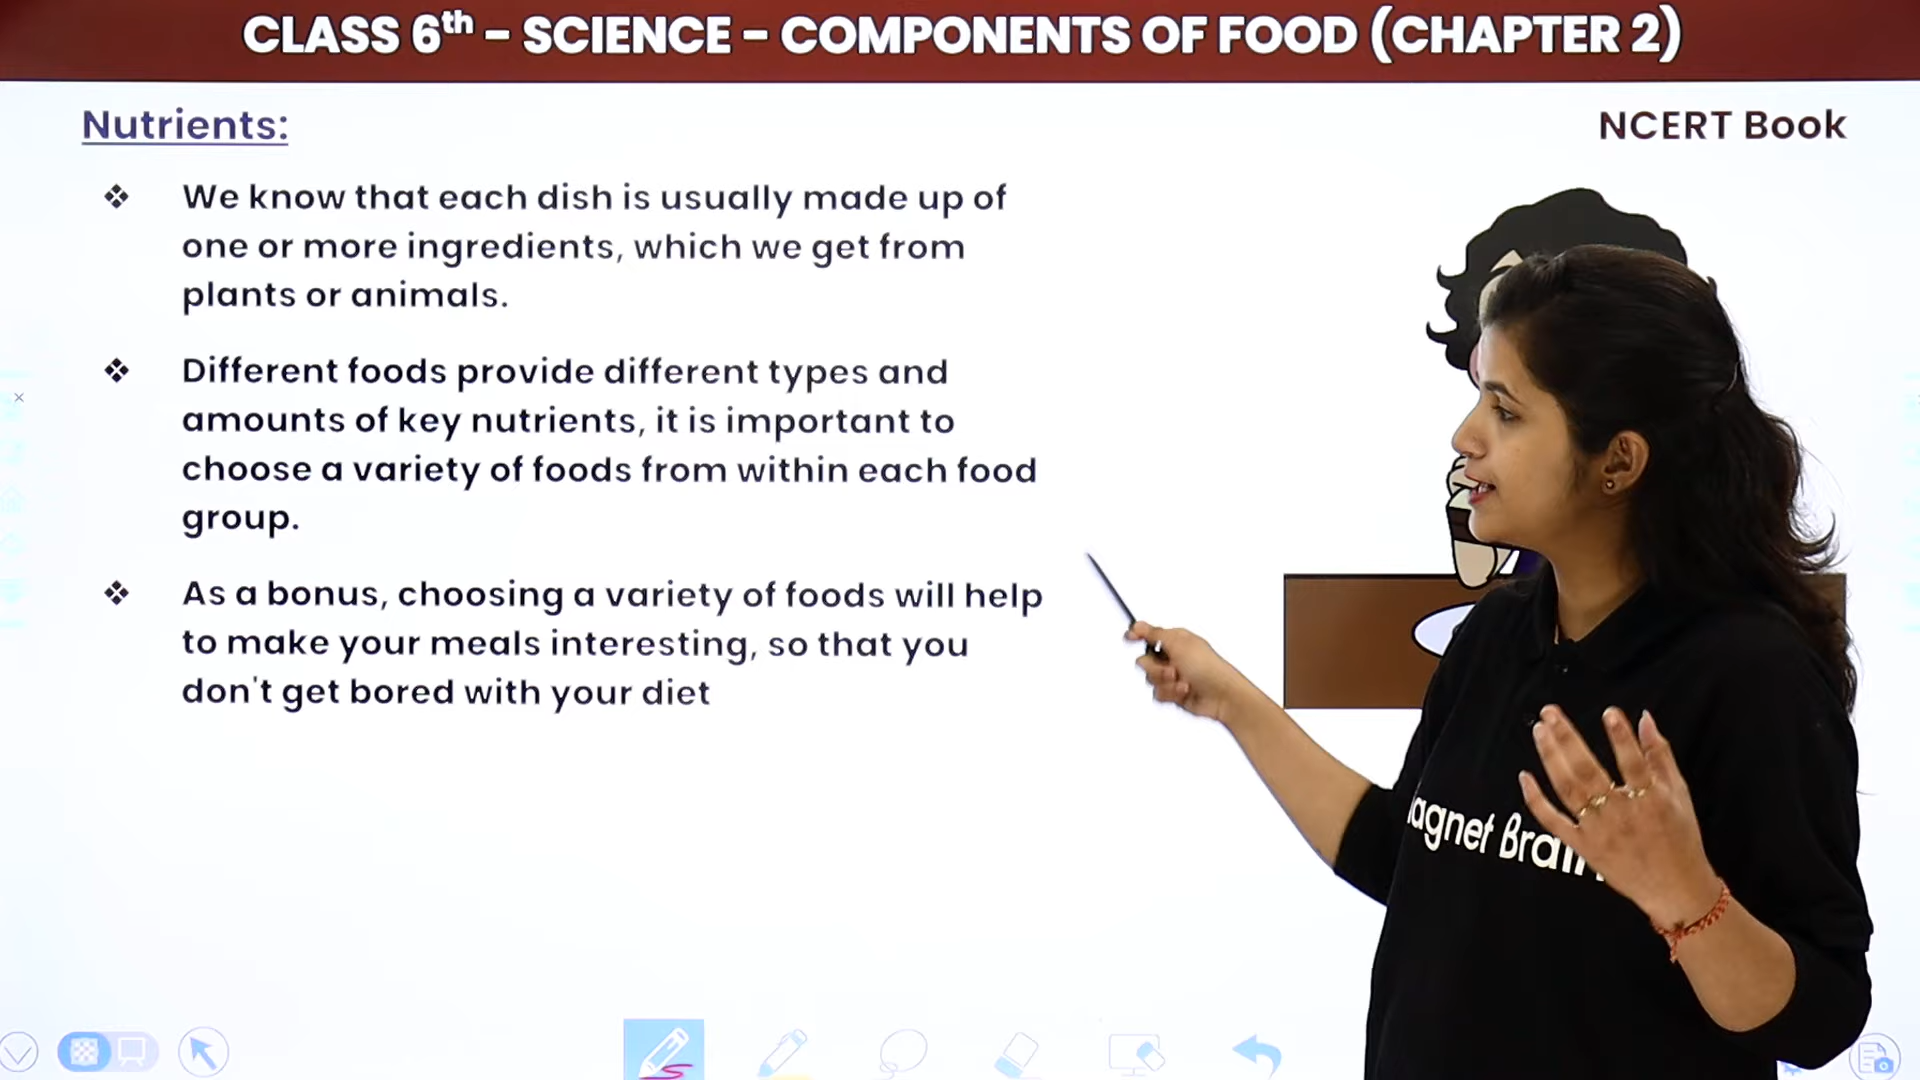 CLASS 6th - SCIENCE - COMPONENTS OF FOOD (CHAPTER 2)
Nutrients:
NCERT Book
❖ We know that each dish is usually made up of
one or more ingredients, which we get from
plants or animals.
❖ Different foods provide different types and
amounts of key nutrients, it is important to
choose a variety of foods from within each food
group.
❖ As a bonus, choosing a variety of foods will help
to make your meals interesting, so that you
don't get bored with your diet
agnet Brain